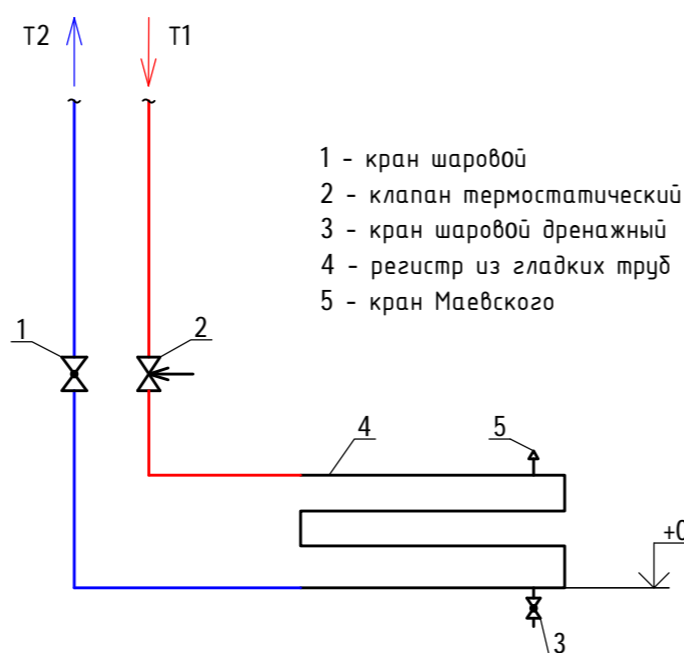 T2 T1
1 - кран шаровой
2 - клапан термостатический
3 - кран шаровой дренажный
4 - регистр из гладких труб
5 - кран Маевского
1 2
4 5
+0
3